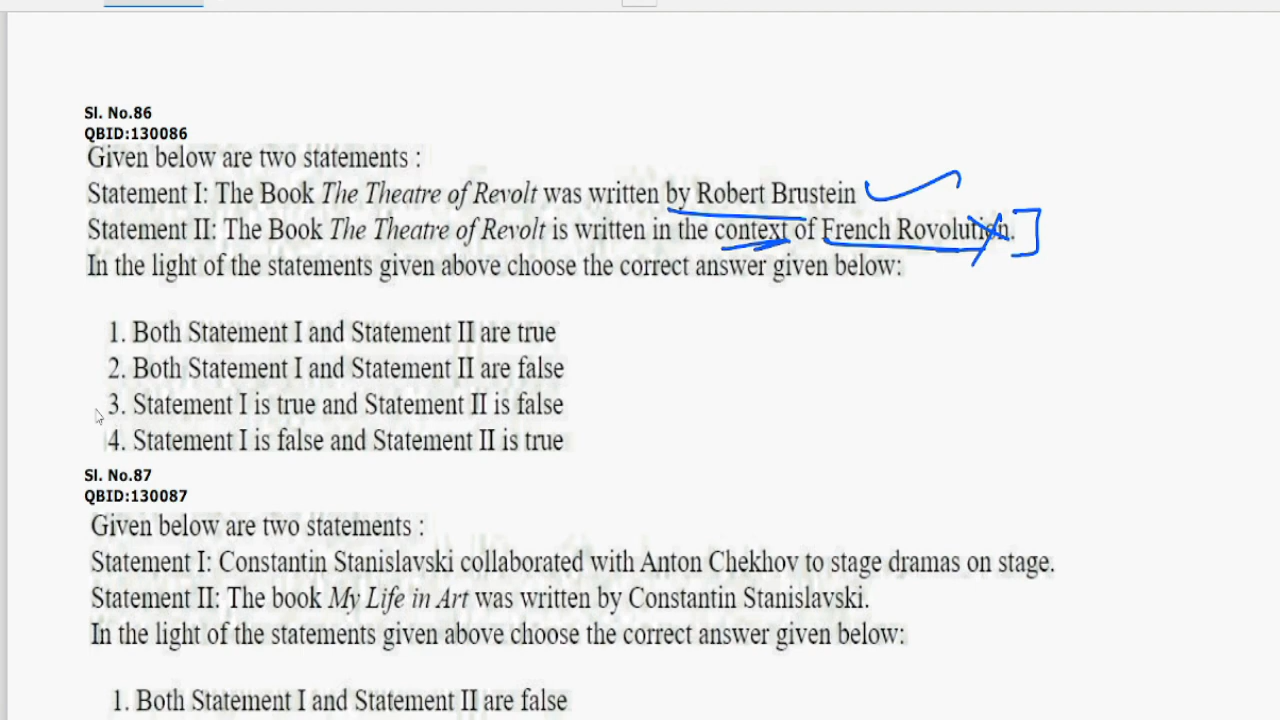 Sl. No.86
QBID:130086
Given below are two statements :
Statement I: The Book The Theatre of Revolt was written by Robert Brustein
Statement II: The Book The Theatre of Revolt is written in the context of French Rovolution.
In the light of the statements given above choose the correct answer given below:
1. Both Statement I and Statement II are true
2. Both Statement I and Statement II are false
3. Statement I is true and Statement II is false
4. Statement I is false and Statement II is true
Sl. No.87
QBID:130087
Given below are two statements :
Statement I: Constantin Stanislavski collaborated with Anton Chekhov to stage dramas on stage.
Statement II: The book My Life in Art was written by Constantin Stanislavski.
In the light of the statements given above choose the correct answer given below:
1. Both Statement I and Statement II are false